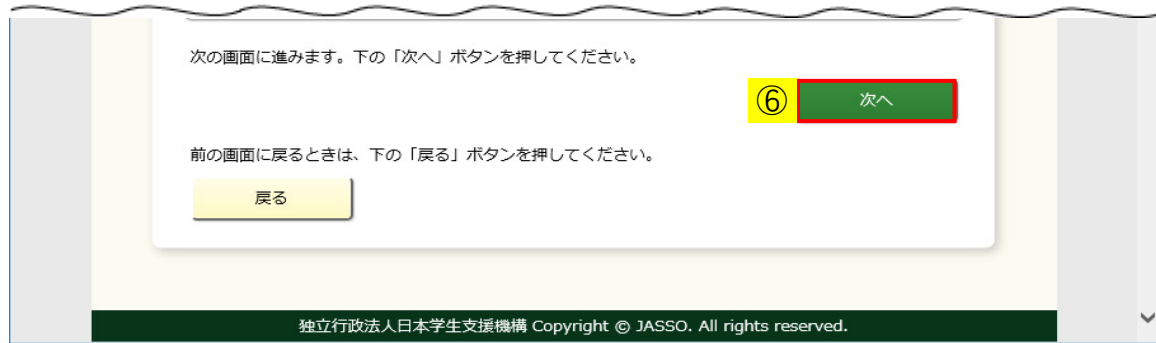 次の画面に進みます。下の「次へ」ボタンを押してください。
⑥ 次へ
前の画面に戻るときは、下の「戻る」ボタンを押してください。
戻る
独立行政法人日本学生支援機構 Copyright © JASSO. All rights reserved.